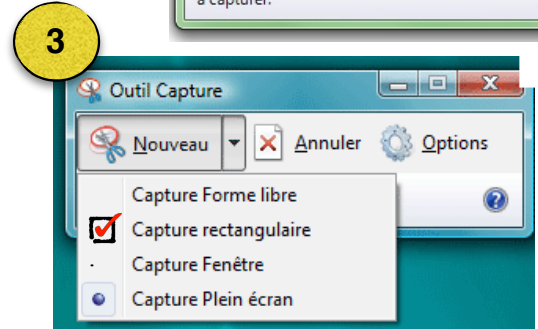 à capturer.
3
Outil Capture
Nouveau Annuler Options
Capture Forme libre
Capture rectangulaire
Capture Fenêtre
Capture Plein écran